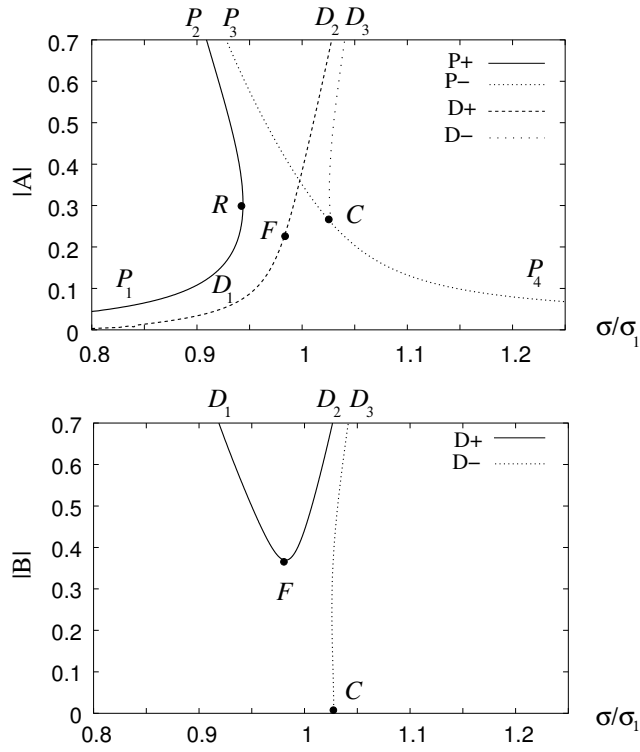 P₂ P₃ D₂ D₃
0.7
P+
P−
0.6
D+
D−
0.5
|A|
0.4
0.3
R
C
F
0.2
P₁
D₁
P₄
0.1
0
0.8 0.9 1 1.1 1.2 σ/σ₁
D₁ D₂ D₃
0.7
D+
D−
0.6
0.5
|B|
0.4
F
0.3
0.2
0.1
C
0
0.8 0.9 1 1.1 1.2 σ/σ₁